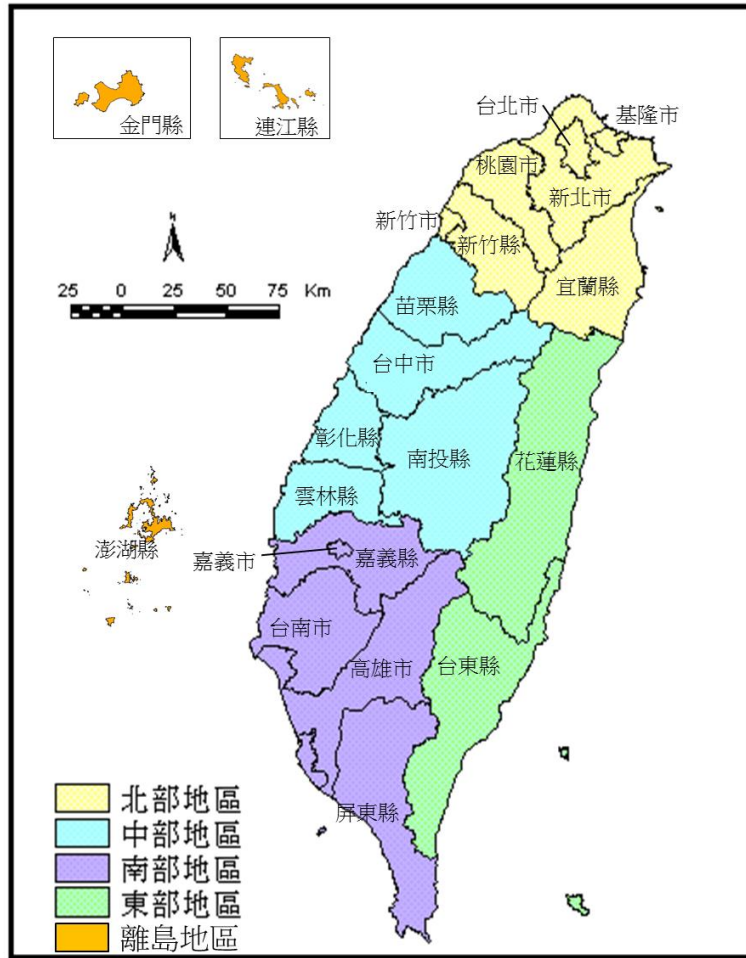 金門縣
連江縣
台北市
基隆市
桃園市
新北市
新竹市
新竹縣
宜蘭縣
N
25 0 25 50 75 Km
苗栗縣
台中市
彰化縣
南投縣
花蓮縣
雲林縣
澎湖縣
嘉義市
嘉義縣
台南市
高雄市
台東縣
屏東縣
北部地區
中部地區
南部地區
東部地區
離島地區